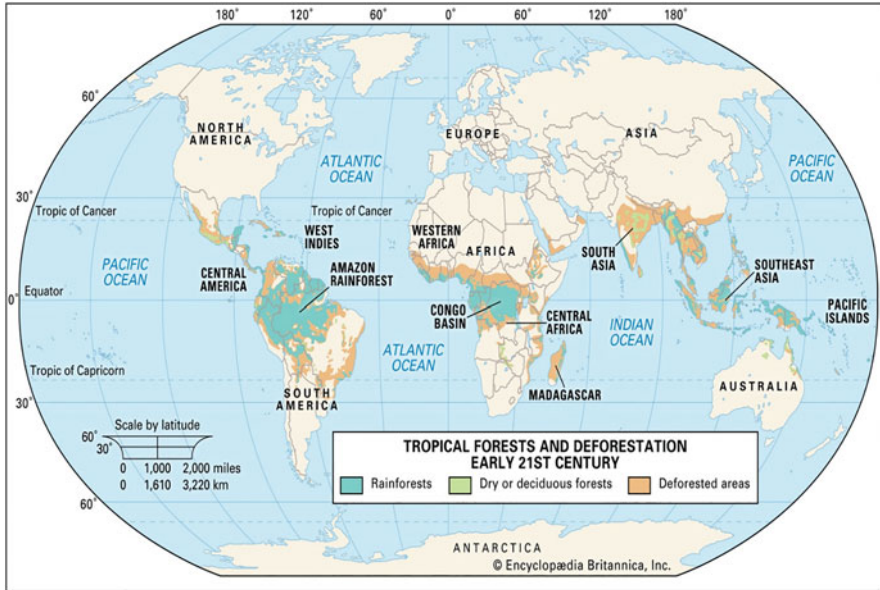 180° 120° 60° 0° 60° 120° 180°
60°
NORTH
AMERICA
EUROPE
ASIA
ATLANTIC
OCEAN
PACIFIC
OCEAN
30°
Tropic of Cancer
Tropic of Cancer
WEST
INDIES
WESTERN
AFRICA
AFRICA
SOUTH
ASIA
SOUTHEAST
ASIA
PACIFIC
OCEAN
CENTRAL
AMERICA
AMAZON
RAINFOREST
Equator
0°
CONGO
BASIN
CENTRAL
AFRICA
INDIAN
OCEAN
PACIFIC
ISLANDS
ATLANTIC
OCEAN
Tropic of Capricorn
SOUTH
AMERICA
MADAGASCAR
AUSTRALIA
30°
Scale by latitude
60°
30°
0 1,000 2,000 miles
0 1,610 3,220 km
TROPICAL FORESTS AND DEFORESTATION
EARLY 21ST CENTURY
Rainforests Dry or deciduous forests Deforested areas
60°
ANTARCTICA
© Encyclopædia Britannica, Inc.